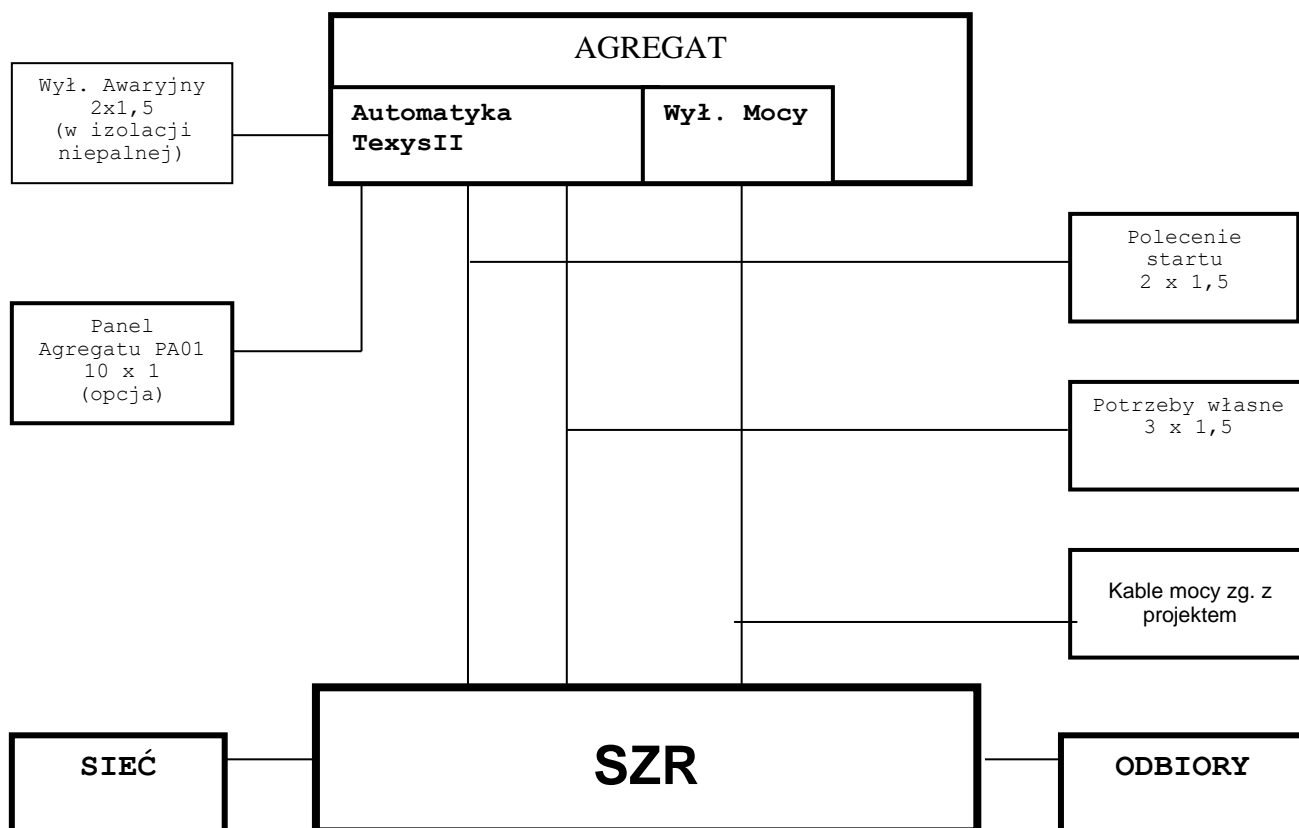 AGREGAT
Wył. Awaryjny
2x1,5
(w izolacji
niepalnej)
Automatyka
TexysII
Wył. Mocy
Polecenie
startu
2 x 1,5
Panel
Agregatu PA01
10 x 1
(opcja)
Potrzeby własne
3 x 1,5
Kable mocy zg. z
projektem
SIEĆ
SZR
ODBIORY